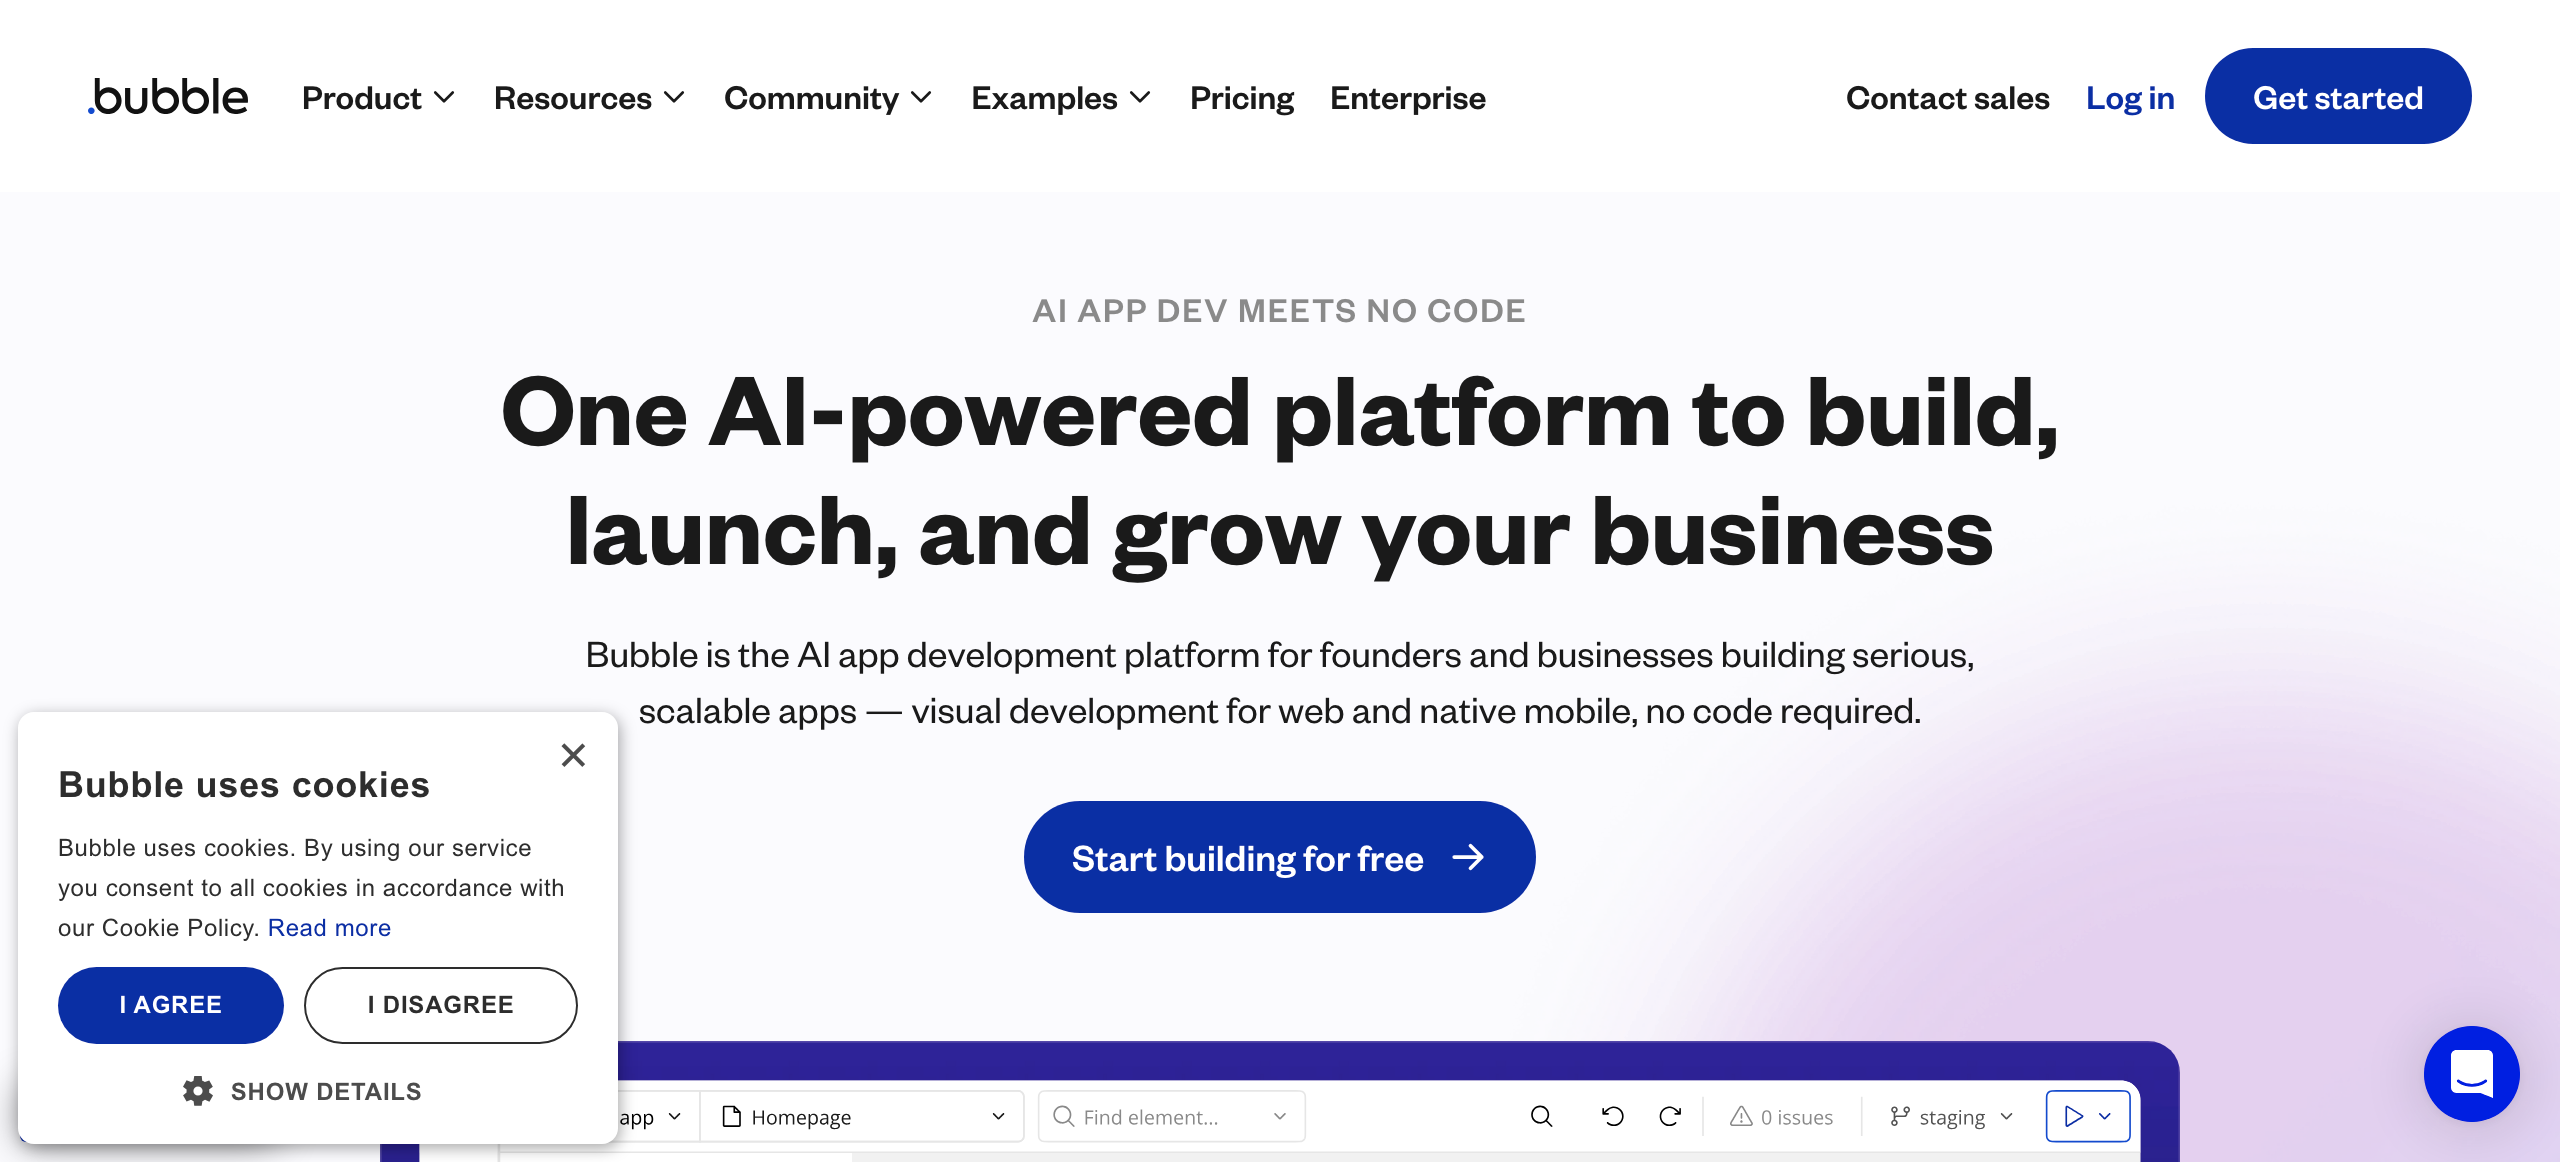 .bubble
Product
Resources
Community
Examples
Pricing
Enterprise
Contact sales
Log in
Get started
AI APP DEV MEETS NO CODE
One AI-powered platform to build,
launch, and grow your business
Bubble is the AI app development platform for founders and businesses building serious,
scalable apps — visual development for web and native mobile, no code required.
Start building for free
Bubble uses cookies
Bubble uses cookies. By using our service
you consent to all cookies in accordance with
our Cookie Policy. Read more
I AGREE
I DISAGREE
SHOW DETAILS
app
Homepage
Find element...
0 issues
staging